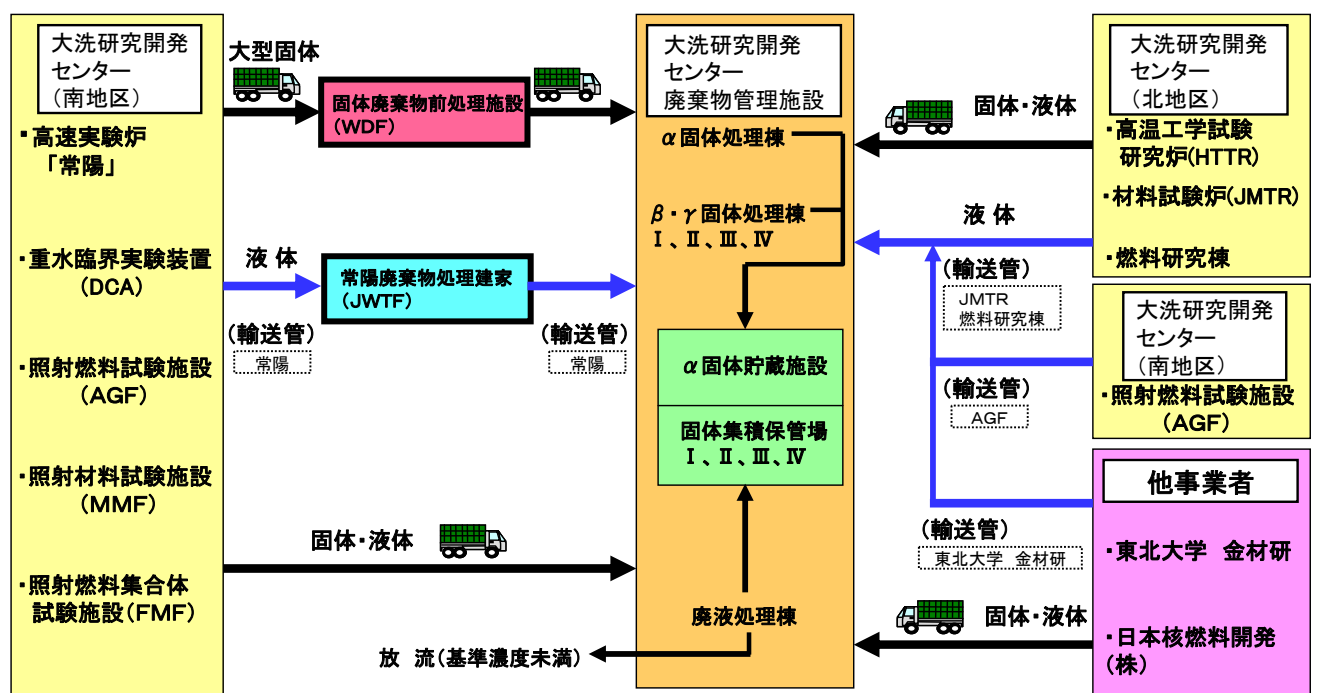 大洗研究開発
センター
(南地区)
・高速実験炉
「常陽」
・重水臨界実験装置
(DCA)
・照射燃料試験施設
(AGF)
・照射材料試験施設
(MMF)
・照射燃料集合体
試験施設(FMF)
大型固体
固体廃棄物前処理施設
(WDF)
液 体
常陽廃棄物処理建家
(JWTF)
(輸送管)
常陽
(輸送管)
常陽
固体・液体
大洗研究開発
センター
廃棄物管理施設
α固体処理棟
β・γ固体処理棟
Ⅰ、Ⅱ、Ⅲ、Ⅳ
α固体貯蔵施設
固体集積保管場
Ⅰ、Ⅱ、Ⅲ、Ⅳ
廃液処理棟
放 流(基準濃度未満)
固体・液体
液 体
(輸送管)
JMTR
燃料研究棟
(輸送管)
AGF
(輸送管)
東北大学 金材研
固体・液体
大洗研究開発
センター
(北地区)
・高温工学試験
研究炉(HTTR)
・材料試験炉(JMTR)
・燃料研究棟
大洗研究開発
センター
(南地区)
・照射燃料試験施設
(AGF)
他事業者
・東北大学 金材研
・日本核燃料開発
(株)